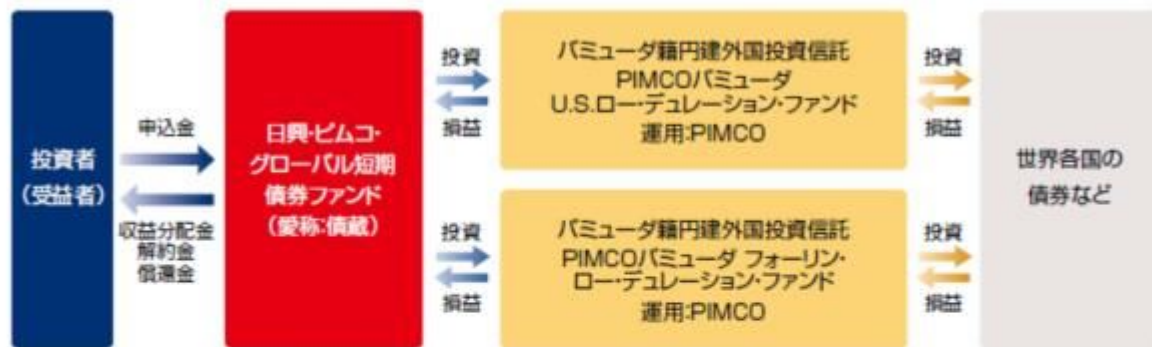 投資者
(受益者)
申込金
収益分配金
解約金
償還金
日興・ピムコ・
グローバル短期
債券ファンド
(愛称:債蔵)
投資
損益
バミューダ籍円建外国投資信託
PIMCOバミューダ
U.S.ロー・デュレーション・ファンド
運用:PIMCO
投資
損益
投資
損益
バミューダ籍円建外国投資信託
PIMCOバミューダ フォーリン・
ロー・デュレーション・ファンド
運用:PIMCO
投資
損益
世界各国の
債券など